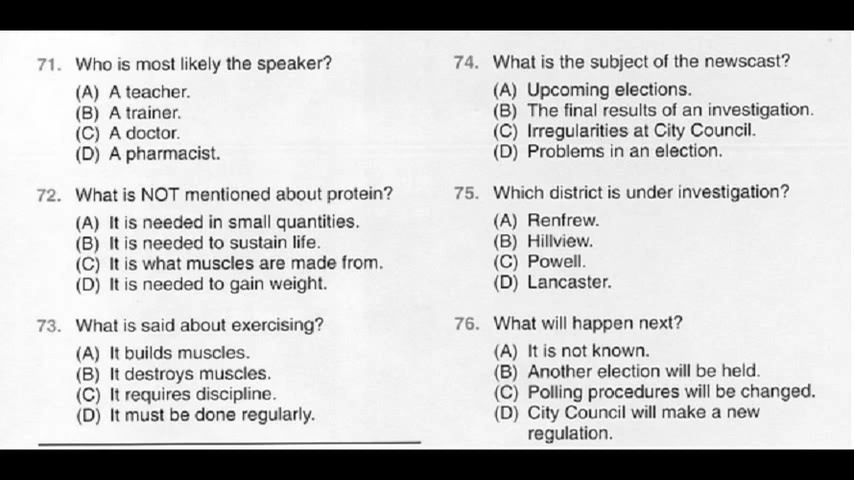 71. Who is most likely the speaker?
(A) A teacher.
(B) A trainer.
(C) A doctor.
(D) A pharmacist.
72. What is NOT mentioned about protein?
(A) It is needed in small quantities.
(B) It is needed to sustain life.
(C) It is what muscles are made from.
(D) It is needed to gain weight.
73. What is said about exercising?
(A) It builds muscles.
(B) It destroys muscles.
(C) It requires discipline.
(D) It must be done regularly.
74. What is the subject of the newscast?
(A) Upcoming elections.
(B) The final results of an investigation.
(C) Irregularities at City Council.
(D) Problems in an election.
75. Which district is under investigation?
(A) Renfrew.
(B) Hillview.
(C) Powell.
(D) Lancaster.
76. What will happen next?
(A) It is not known.
(B) Another election will be held.
(C) Polling procedures will be changed.
(D) City Council will make a new
regulation.